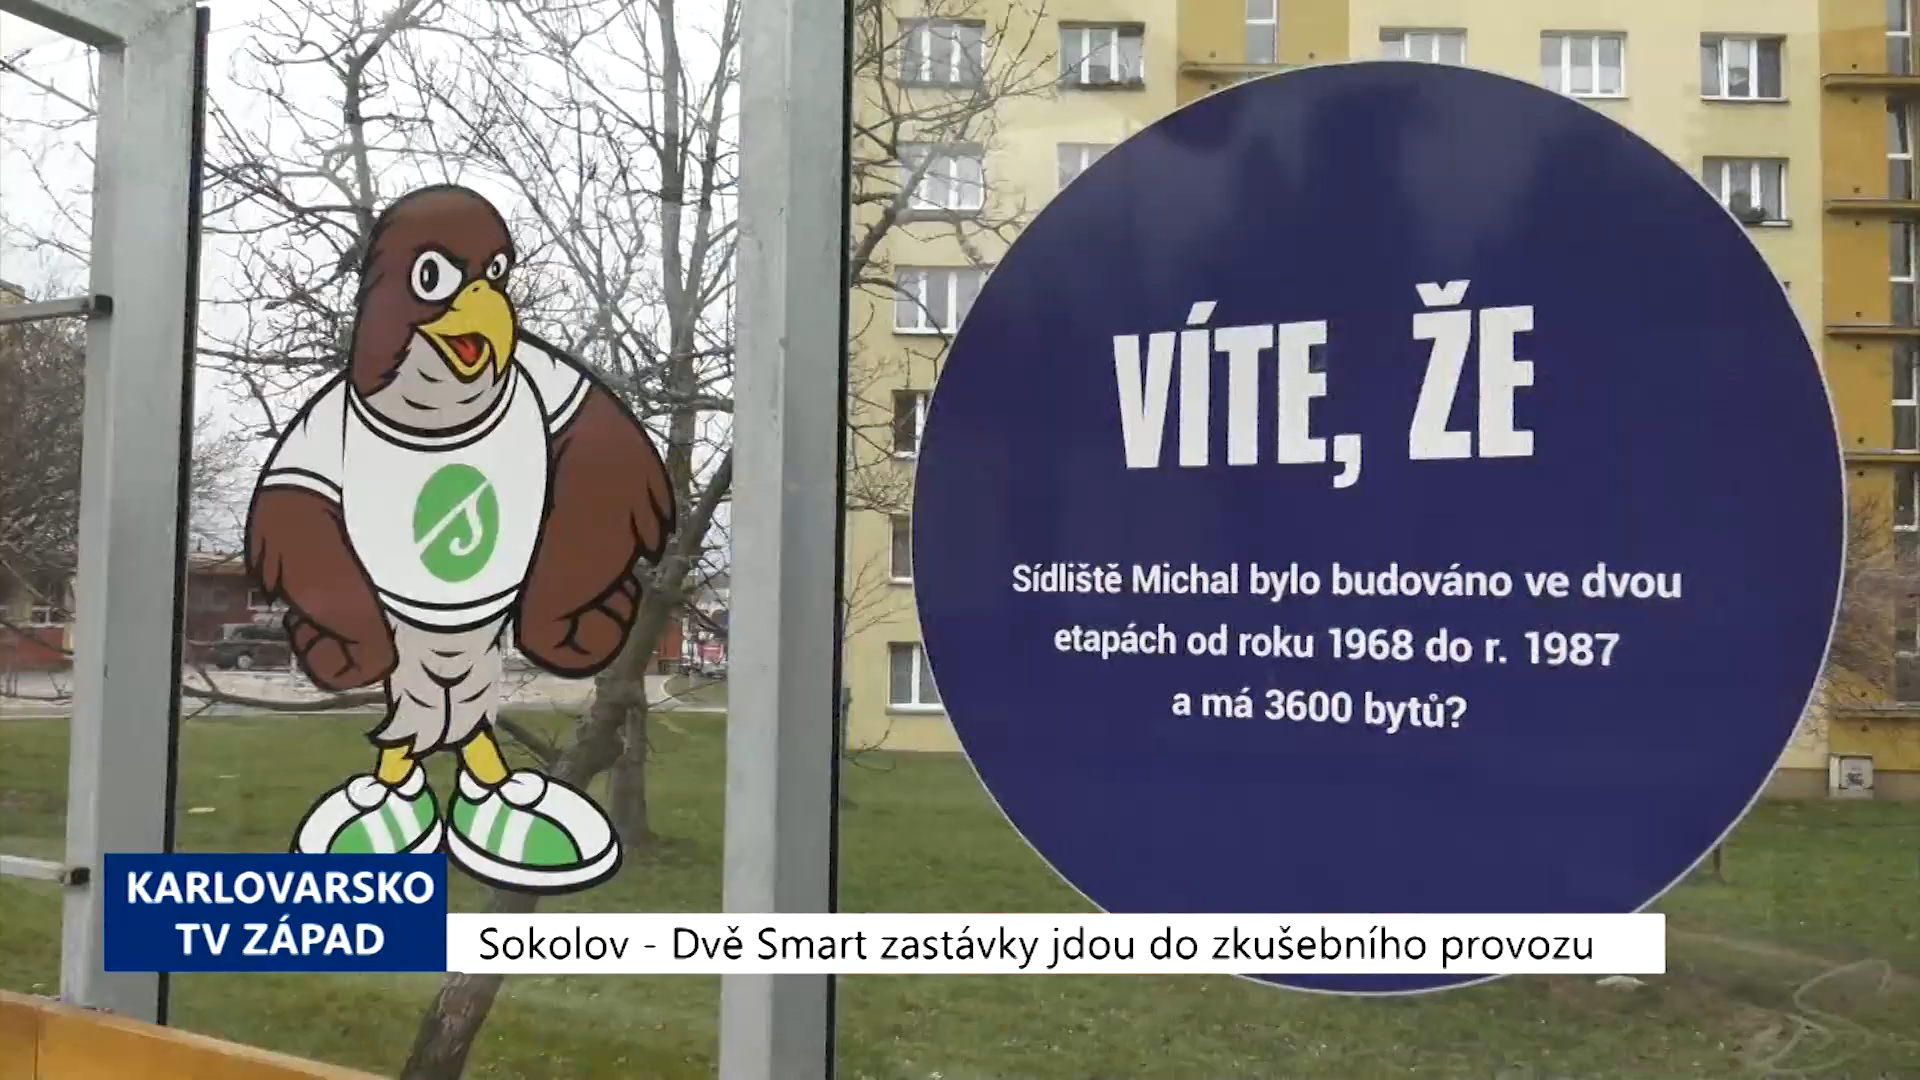 VÍTE, ŽE
Sídliště Michal bylo budováno ve dvou
etapách od roku 1968 do r. 1987
a má 3600 bytů?
KARLOVARSKO
TV ZÁPAD
Sokolov - Dvě Smart zastávky jdou do zkušebního provozu